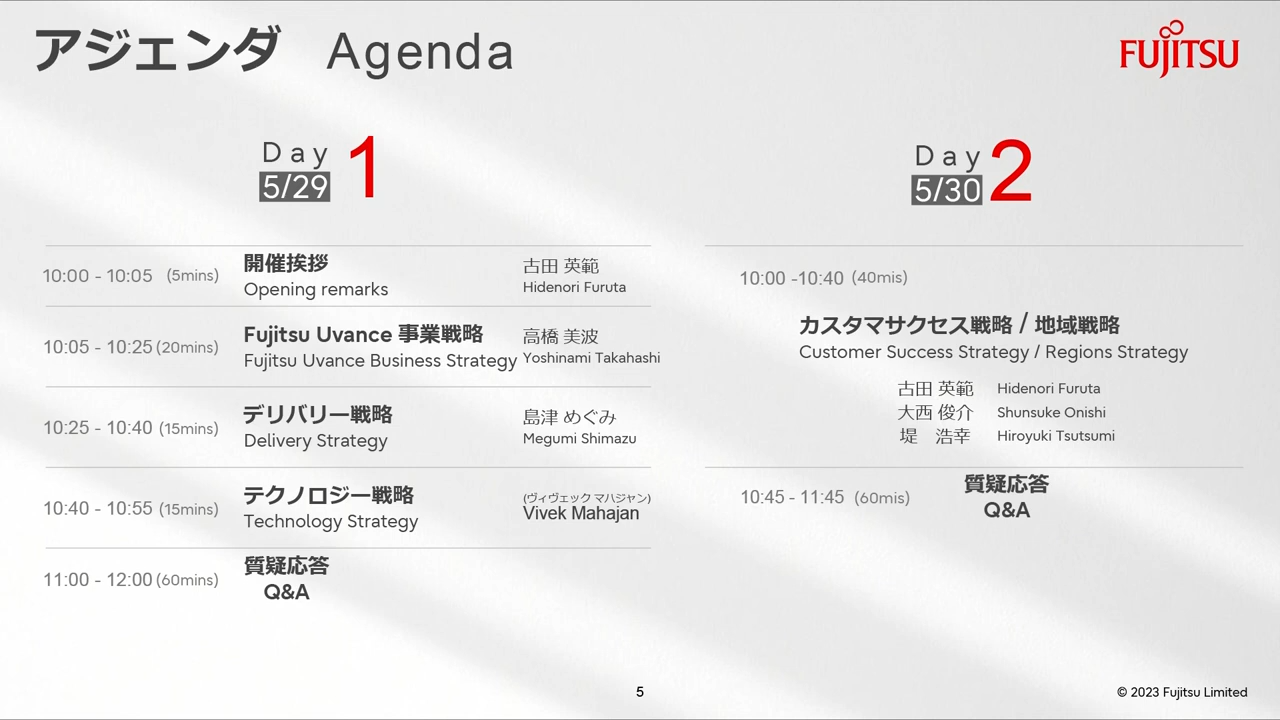 アジェンダ Agenda
FUJITSU
Day 1
5/29
10:00 - 10:05 (5mins)
開催挨拶
Opening remarks
古田 英範
Hidenori Furuta
10:05 - 10:25 (20mins)
Fujitsu Uvance 事業戦略
Fujitsu Uvance Business Strategy
高橋 美波
Yoshinami Takahashi
10:25 - 10:40 (15mins)
デリバリー戦略
Delivery Strategy
島津 めぐみ
Megumi Shimazu
10:40 - 10:55 (15mins)
テクノロジー戦略
Technology Strategy
(ヴィヴェック マハジャン)
Vivek Mahajan
11:00 - 12:00 (60mins)
質疑応答
Q&A
Day 2
5/30
10:00 -10:40 (40mis)
カスタマサクセス戦略 / 地域戦略
Customer Success Strategy / Regions Strategy
古田 英範 Hidenori Furuta
大西 俊介 Shunsuke Onishi
堤 浩幸 Hiroyuki Tsutsumi
10:45 - 11:45 (60mis)
質疑応答
Q&A
5
© 2023 Fujitsu Limited